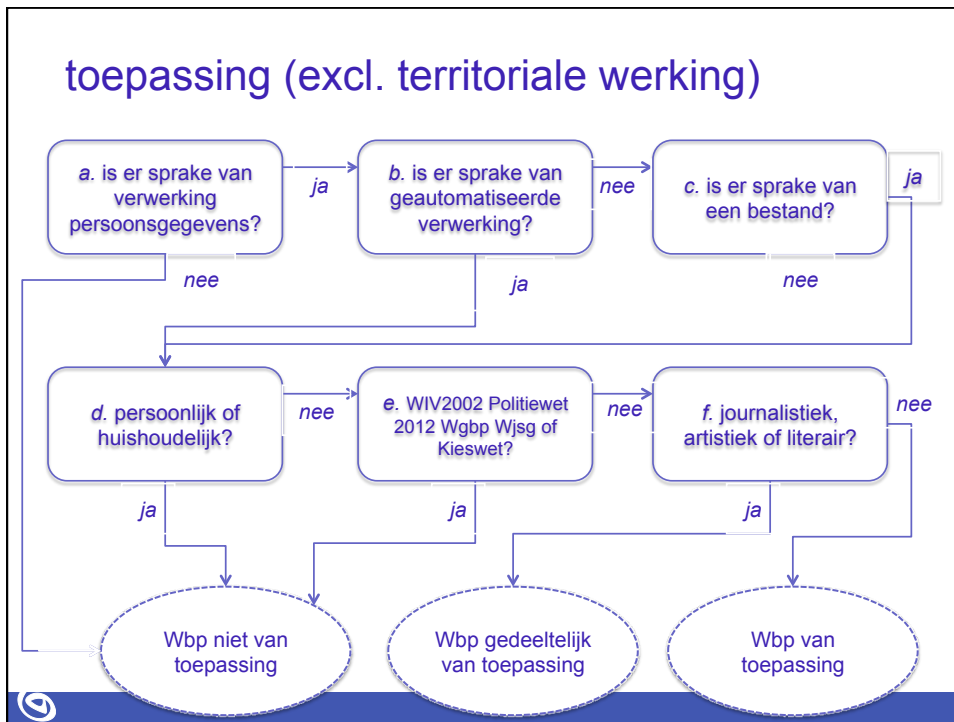 toepassing (excl. territoriale werking)
a. is er sprake van
verwerking
persoonsgegevens?
ja
b. is er sprake van
geautomatiseerde
verwerking?
nee
c. is er sprake van
een bestand?
ja
nee
ja
nee
d. persoonlijk of
huishoudelijk?
nee
e. WIV2002 Politiewet
2012 Wgbp Wjsg of
Kieswet?
nee
f. journalistiek,
artistiek of literair?
nee
ja
ja
ja
Wbp niet van
toepassing
Wbp gedeeltelijk
van toepassing
Wbp van
toepassing